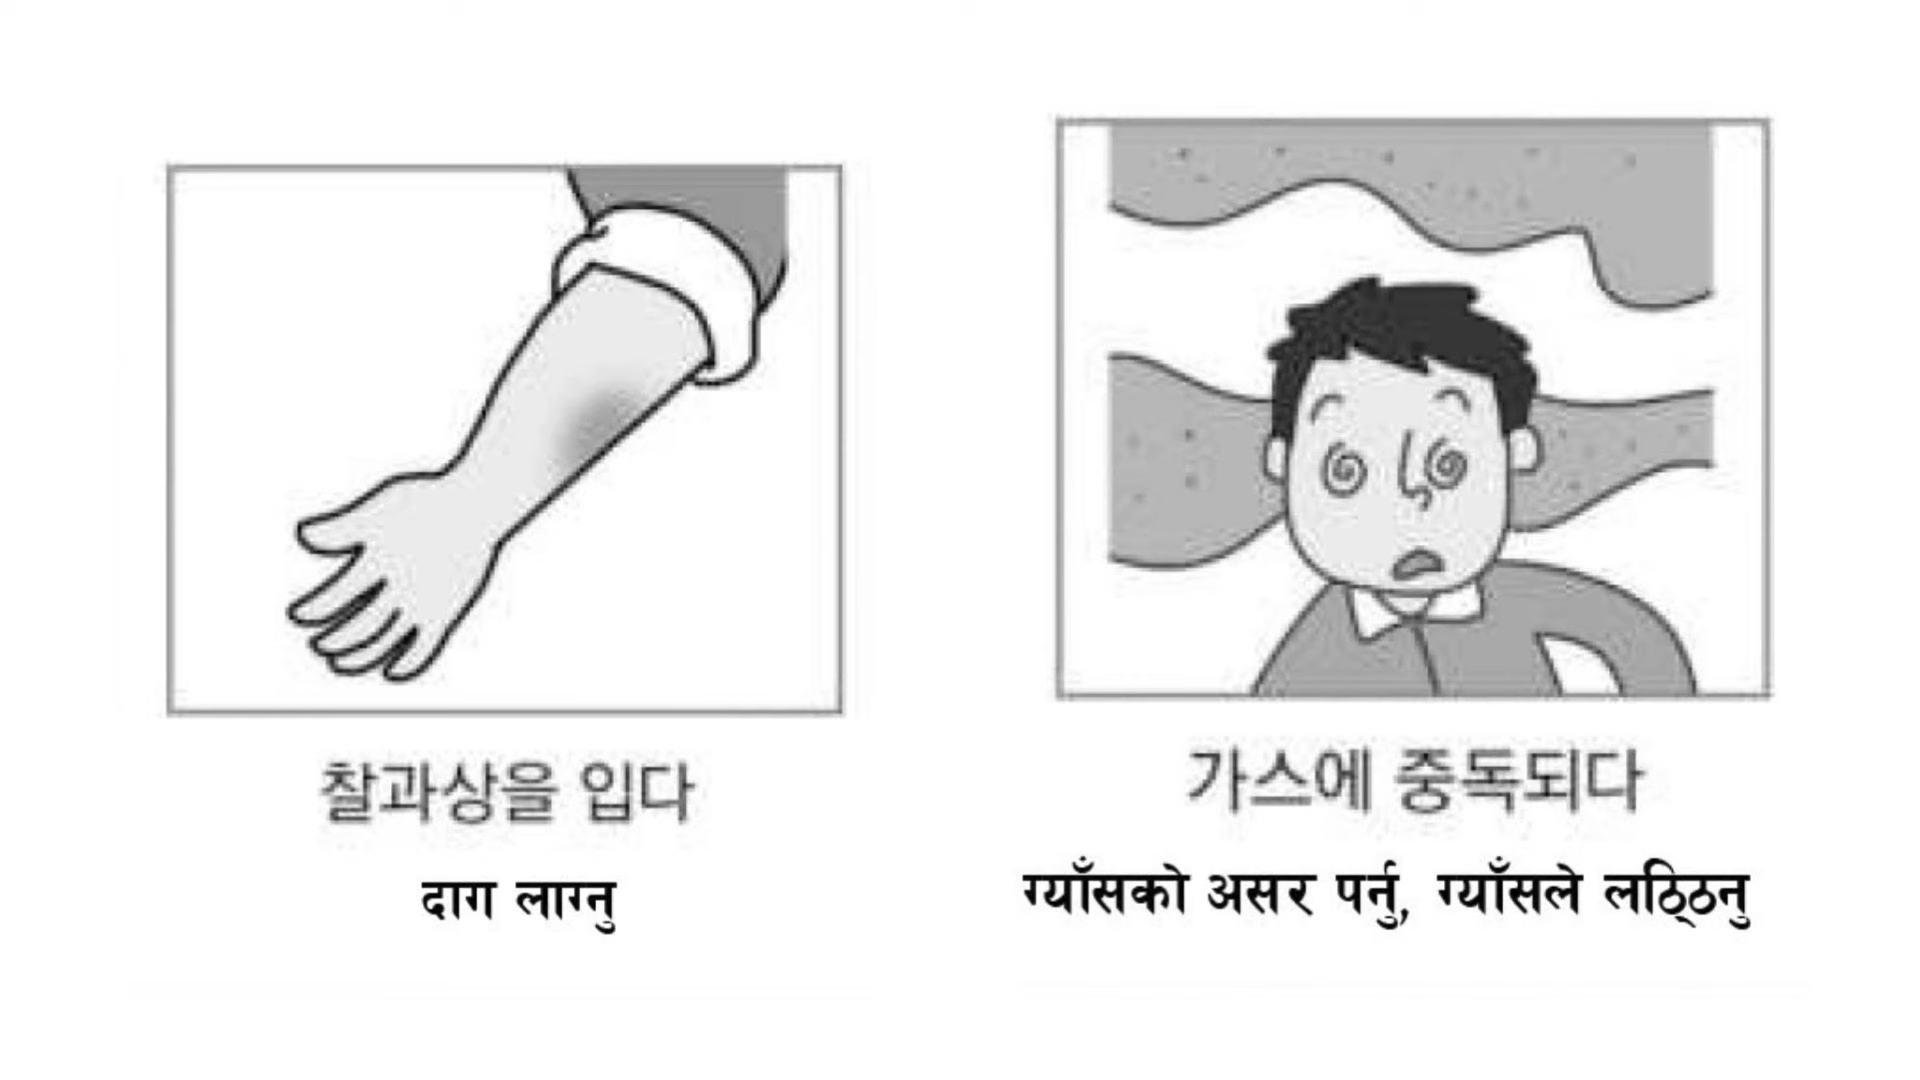 찰과상을 입다
दाग लाग्नु
가스에 중독되다
ग्याँसको असर पर्नु, ग्याँसले लठ्ठिनु